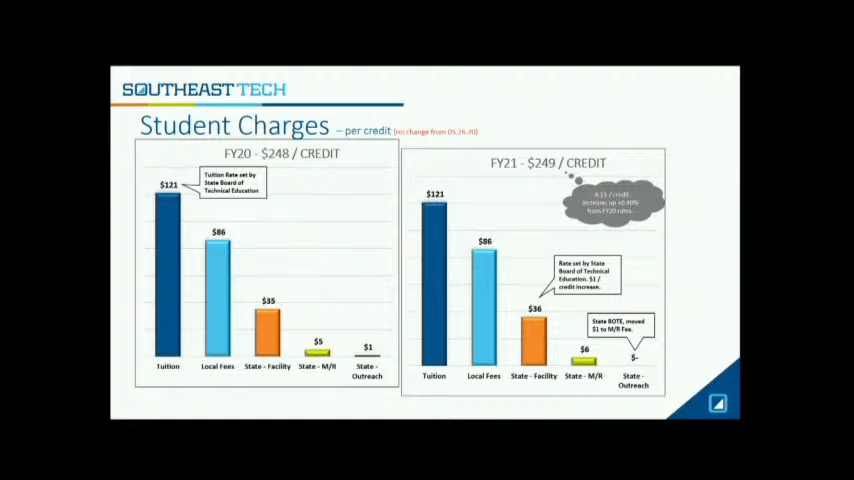 SOUTHEAST TECH
Student Charges – per credit (no change from 05.26.20)
FY20 - $248 / CREDIT
$121
Tuition Rate set by
State Board of
Technical Education
$86
$35
$5
$1
Tuition
Local Fees
State - Facility
State - M/R
State -
Outreach
FY21 - $249 / CREDIT
A $1 / credit
increase, up +0.40%
from FY20 rates.
$121
$86
Rate set by State
Board of Technical
Education. $1 /
credit increase.
$36
State BOTE, moved
$1 to M/R Fee.
$6
$-
Tuition
Local Fees
State - Facility
State - M/R
State -
Outreach